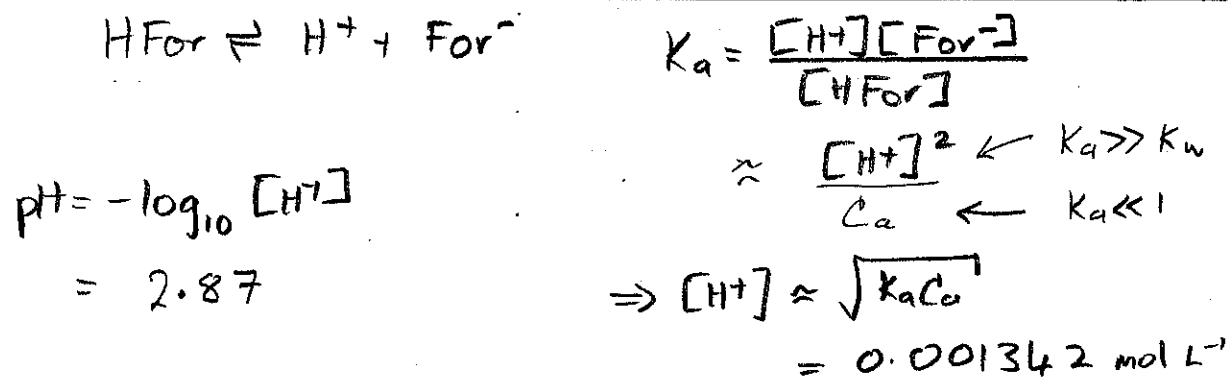 HFor ⇌ H⁺ + For⁻
pH = -log₁₀ [H⁺]
= 2.87
Ka = [H⁺][For⁻] / [HFor]
≈ [H⁺]² / Ca
← Ka >> Kw
← Ka << 1
⇒ [H⁺] ≈ √KaCa
= 0.001342 mol L⁻¹